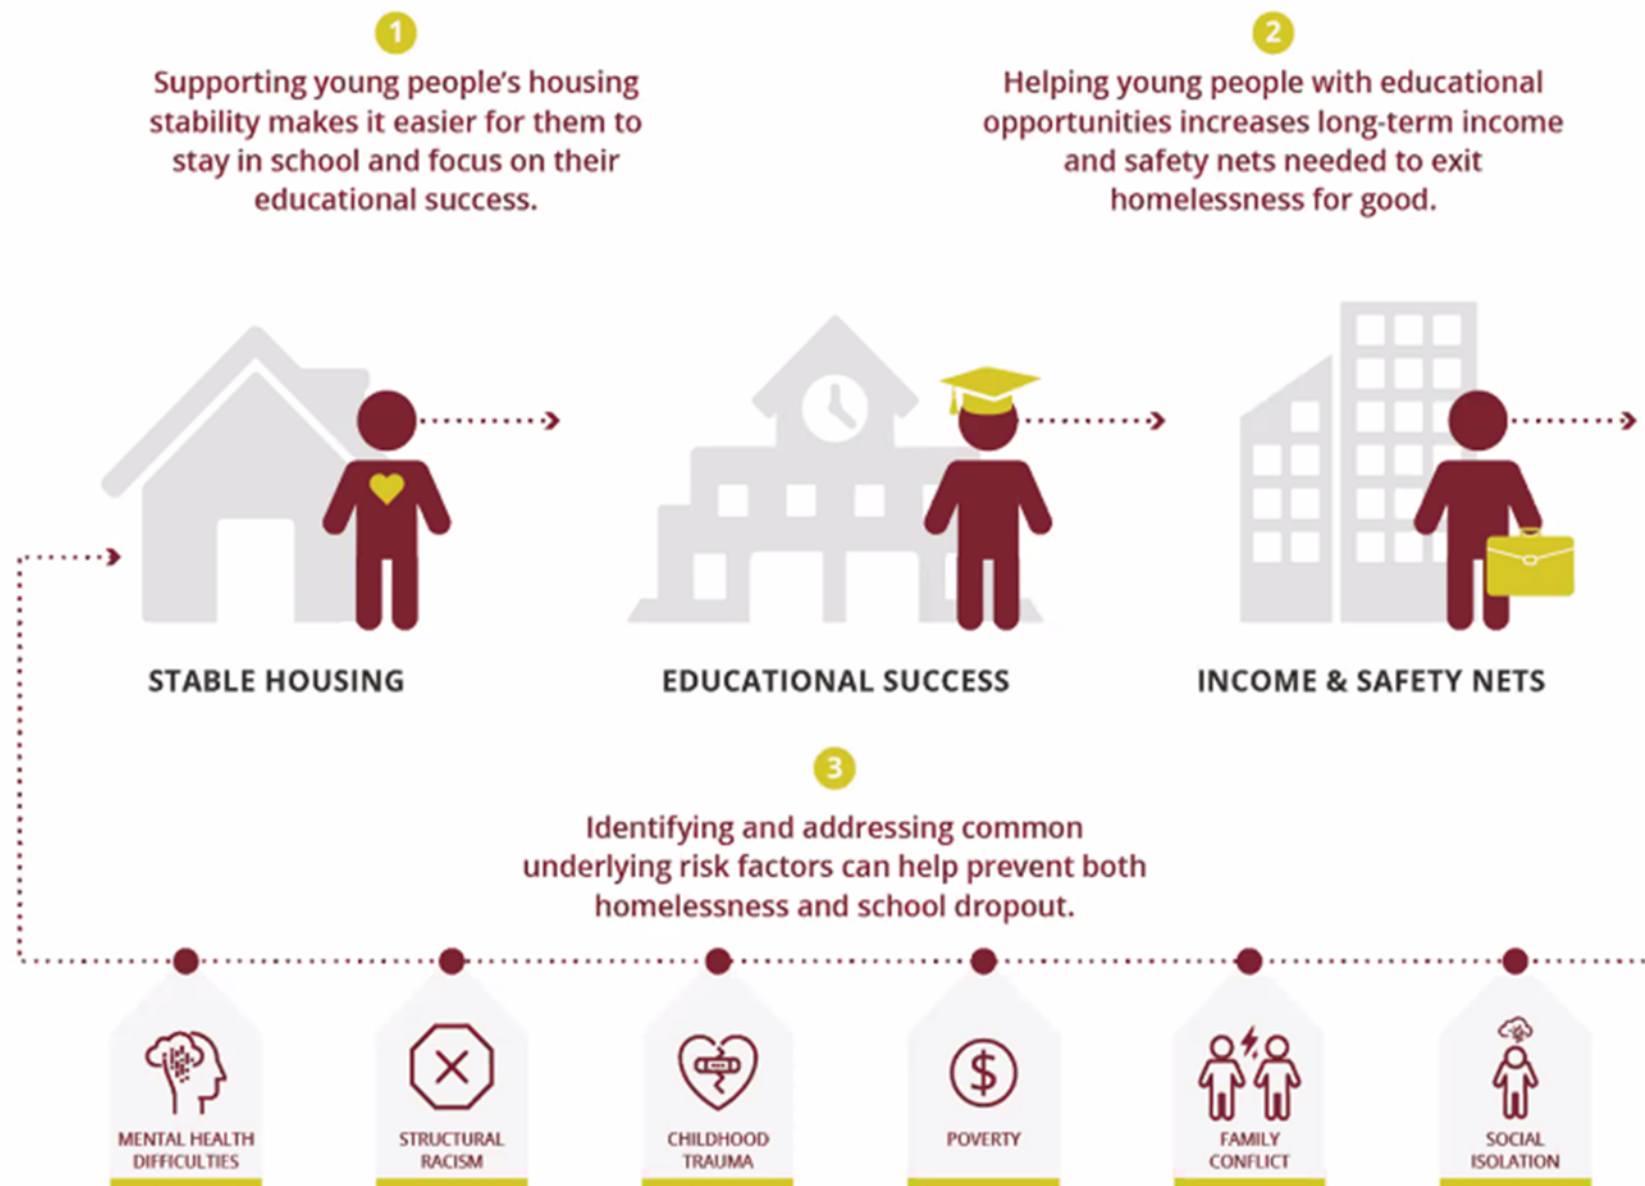 1
Supporting young people's housing
stability makes it easier for them to
stay in school and focus on their
educational success.
2
Helping young people with educational
opportunities increases long-term income
and safety nets needed to exit
homelessness for good.
STABLE HOUSING
EDUCATIONAL SUCCESS
INCOME & SAFETY NETS
3
Identifying and addressing common
underlying risk factors can help prevent both
homelessness and school dropout.
MENTAL HEALTH
DIFFICULTIES
STRUCTURAL
RACISM
CHILDHOOD
TRAUMA
$
POVERTY
FAMILY
CONFLICT
SOCIAL
ISOLATION